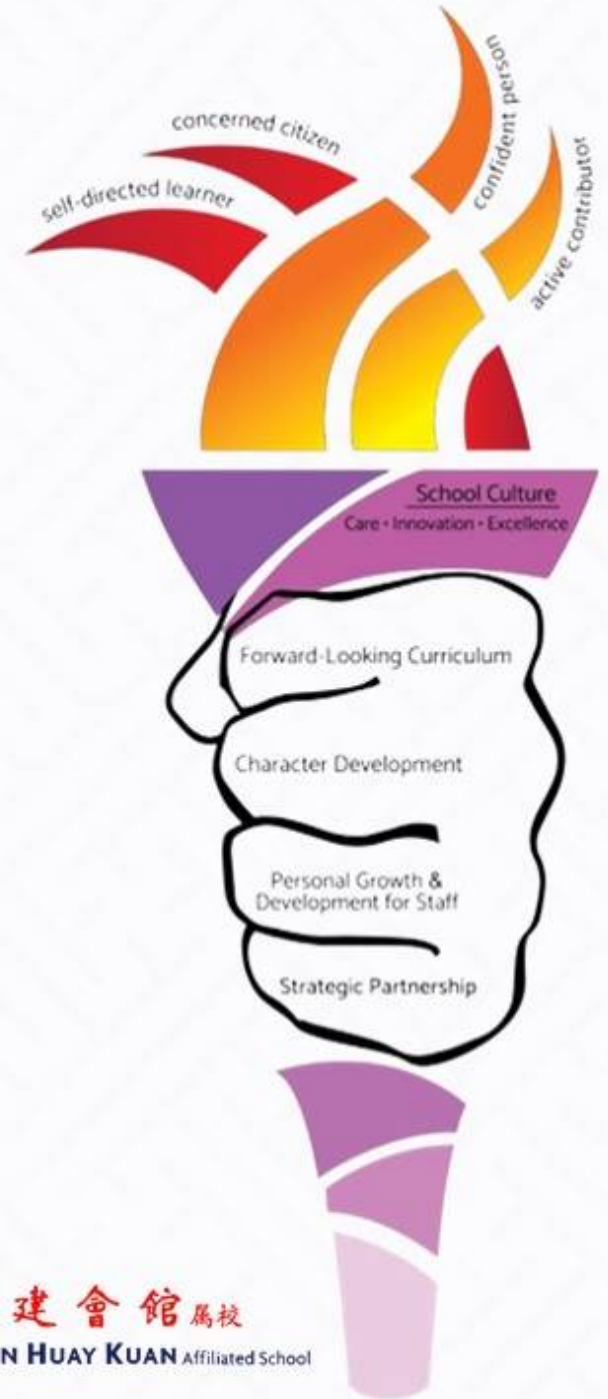 concerned citizen
self-directed learner
confident person
active contributor
School Culture
Care • Innovation • Excellence
Forward-Looking Curriculum
Character Development
Personal Growth &
Development for Staff
Strategic Partnership
建會館属校
N HUAY KUAN Affiliated School